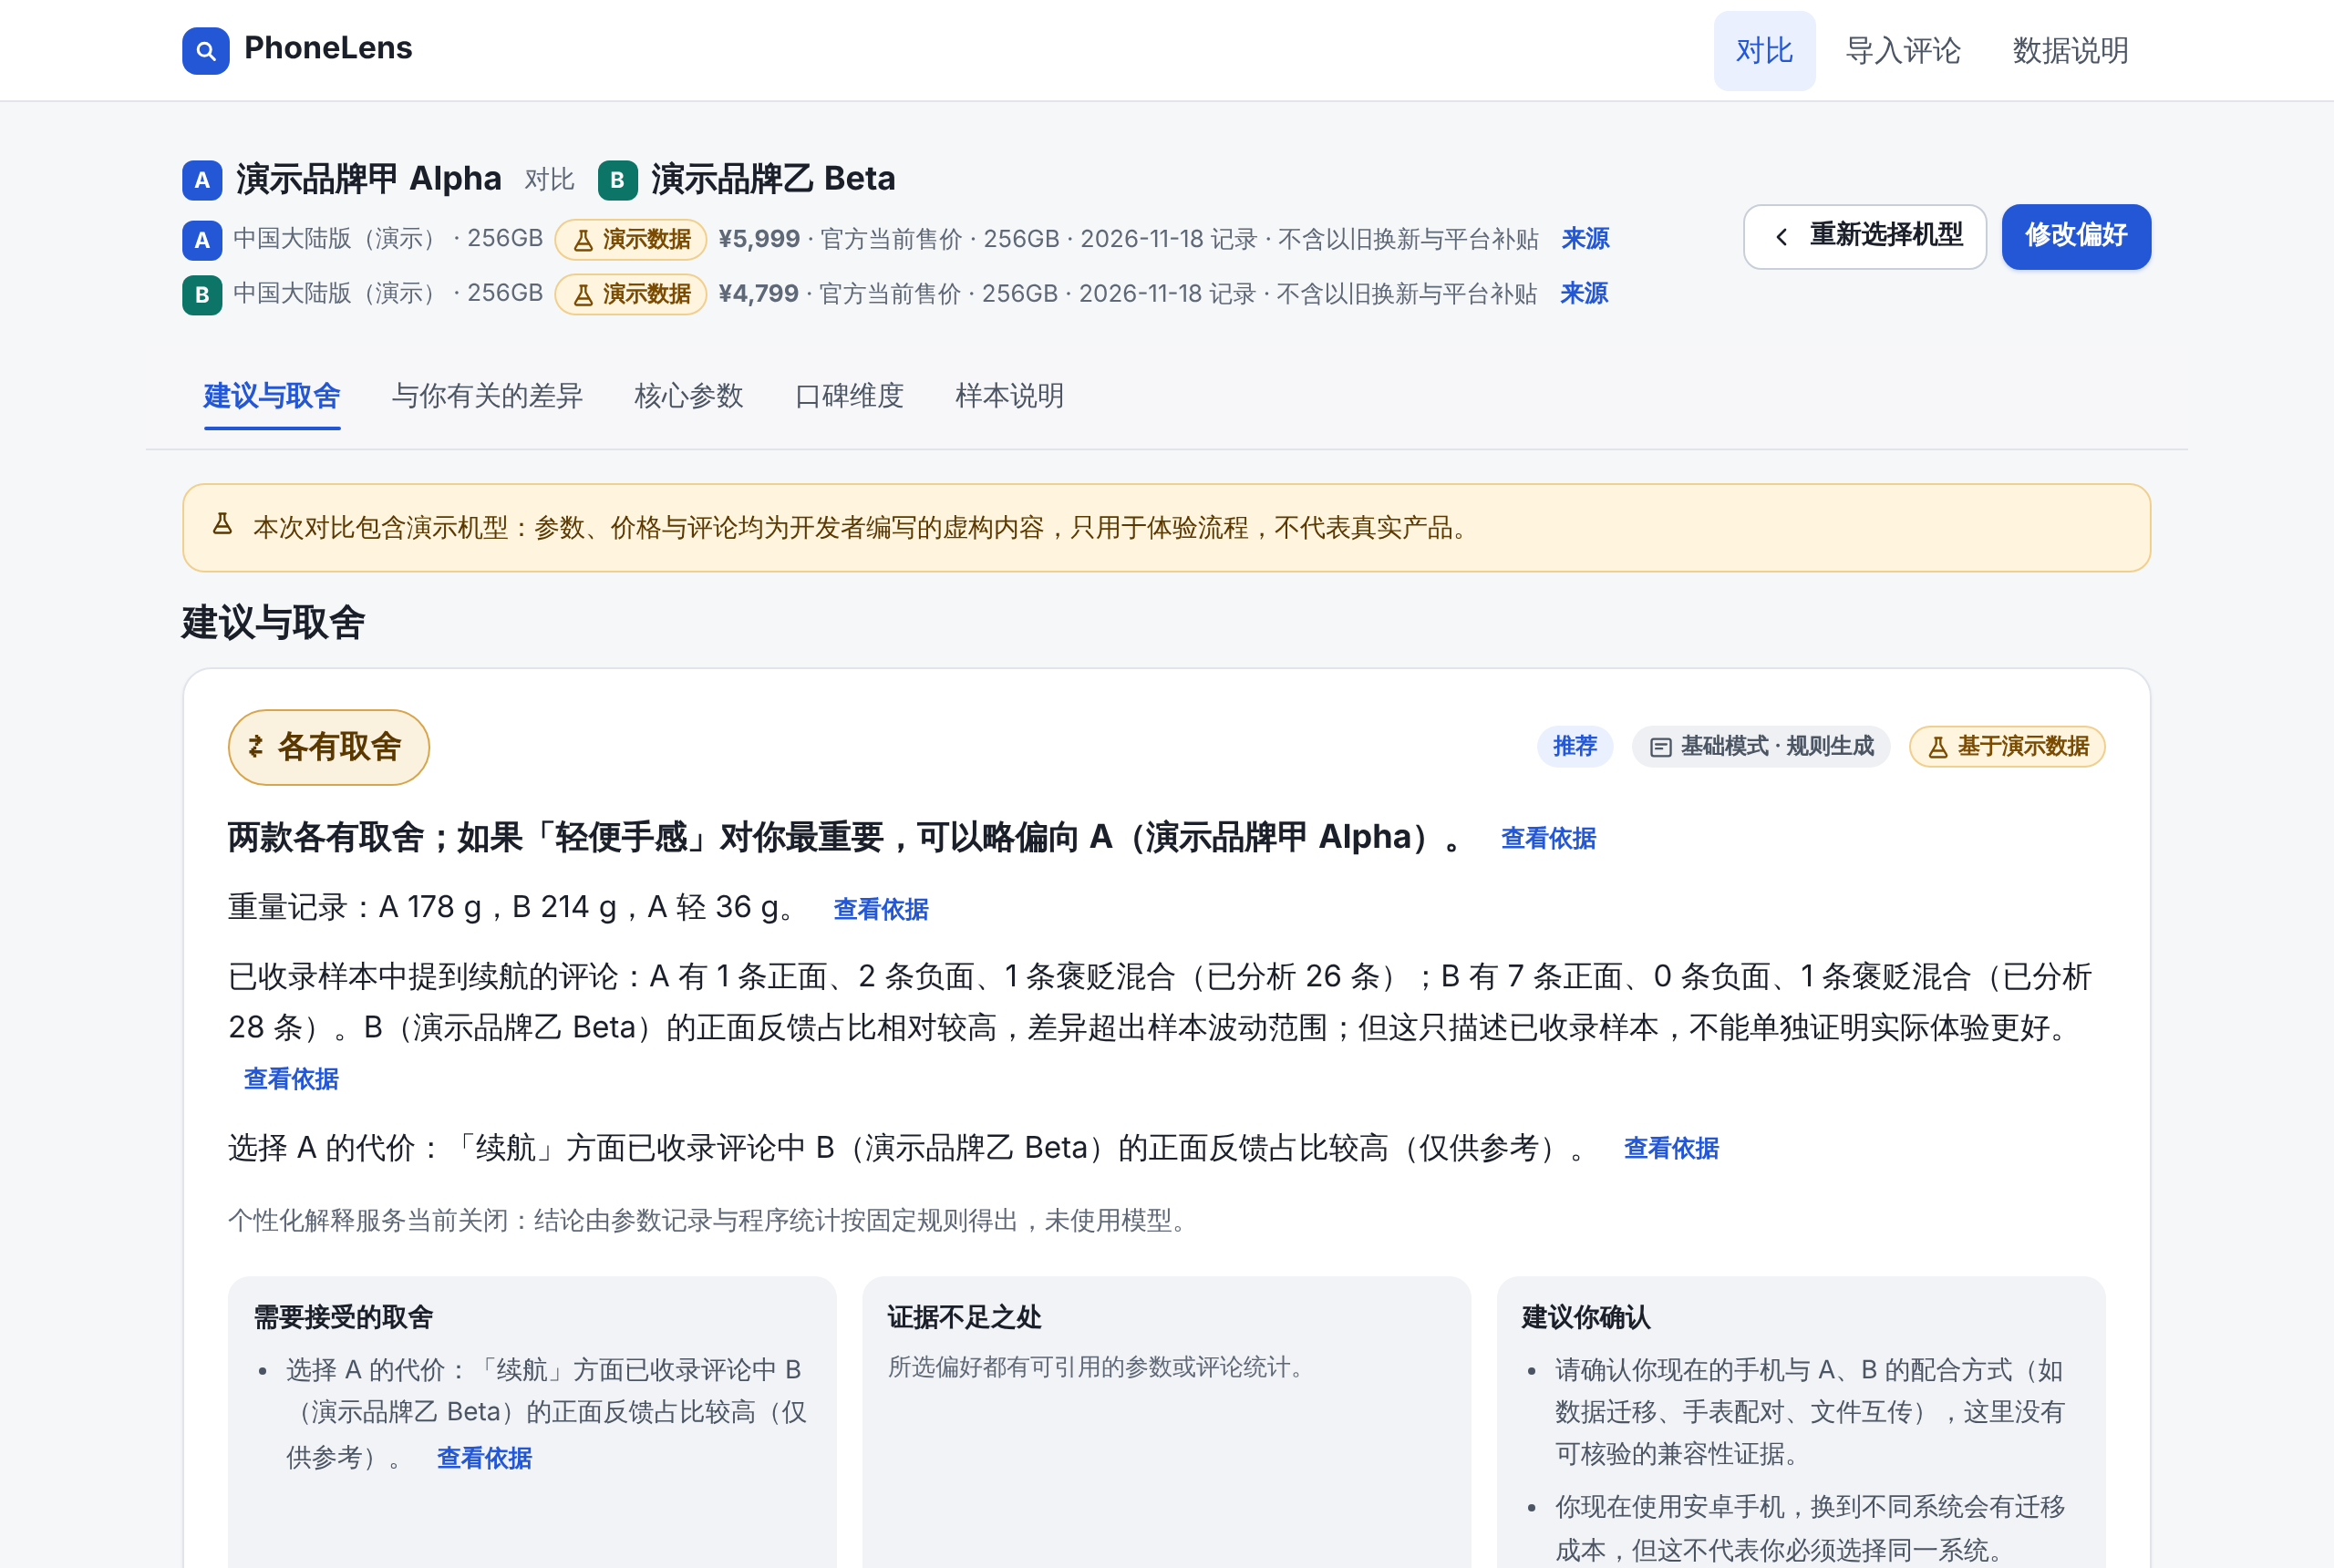 PhoneLens
对比
导入评论
数据说明
A 演示品牌甲 Alpha 对比 B 演示品牌乙 Beta
A 中国大陆版（演示） · 256GB 演示数据 ¥5,999 · 官方当前售价 · 256GB · 2026-11-18 记录 · 不含以旧换新与平台补贴 来源
B 中国大陆版（演示） · 256GB 演示数据 ¥4,799 · 官方当前售价 · 256GB · 2026-11-18 记录 · 不含以旧换新与平台补贴 来源
重新选择机型
修改偏好
建议与取舍
与你有关的差异
核心参数
口碑维度
样本说明
本次对比包含演示机型：参数、价格与评论均为开发者编写的虚构内容，只用于体验流程，不代表真实产品。
建议与取舍
各有取舍
推荐
基础模式 · 规则生成
基于演示数据
两款各有取舍；如果「轻便手感」对你最重要，可以略偏向 A（演示品牌甲 Alpha）。 查看依据
重量记录：A 178 g，B 214 g，A 轻 36 g。 查看依据
已收录样本中提到续航的评论：A 有 1 条正面、2 条负面、1 条褒贬混合（已分析 26 条）；B 有 7 条正面、0 条负面、1 条褒贬混合（已分析
28 条）。B（演示品牌乙 Beta）的正面反馈占比相对较高，差异超出样本波动范围；但这只描述已收录样本，不能单独证明实际体验更好。
查看依据
选择 A 的代价：「续航」方面已收录评论中 B（演示品牌乙 Beta）的正面反馈占比较高（仅供参考）。 查看依据
个性化解释服务当前关闭：结论由参数记录与程序统计按固定规则得出，未使用模型。
需要接受的取舍
• 选择 A 的代价：「续航」方面已收录评论中 B
（演示品牌乙 Beta）的正面反馈占比较高（仅
供参考）。 查看依据
证据不足之处
所选偏好都有可引用的参数或评论统计。
建议你确认
• 请确认你现在的手机与 A、B 的配合方式（如
数据迁移、手表配对、文件互传），这里没有
可核验的兼容性证据。
• 你现在使用安卓手机，换到不同系统会有迁移
成本，但这不代表你必须选择同一系统。